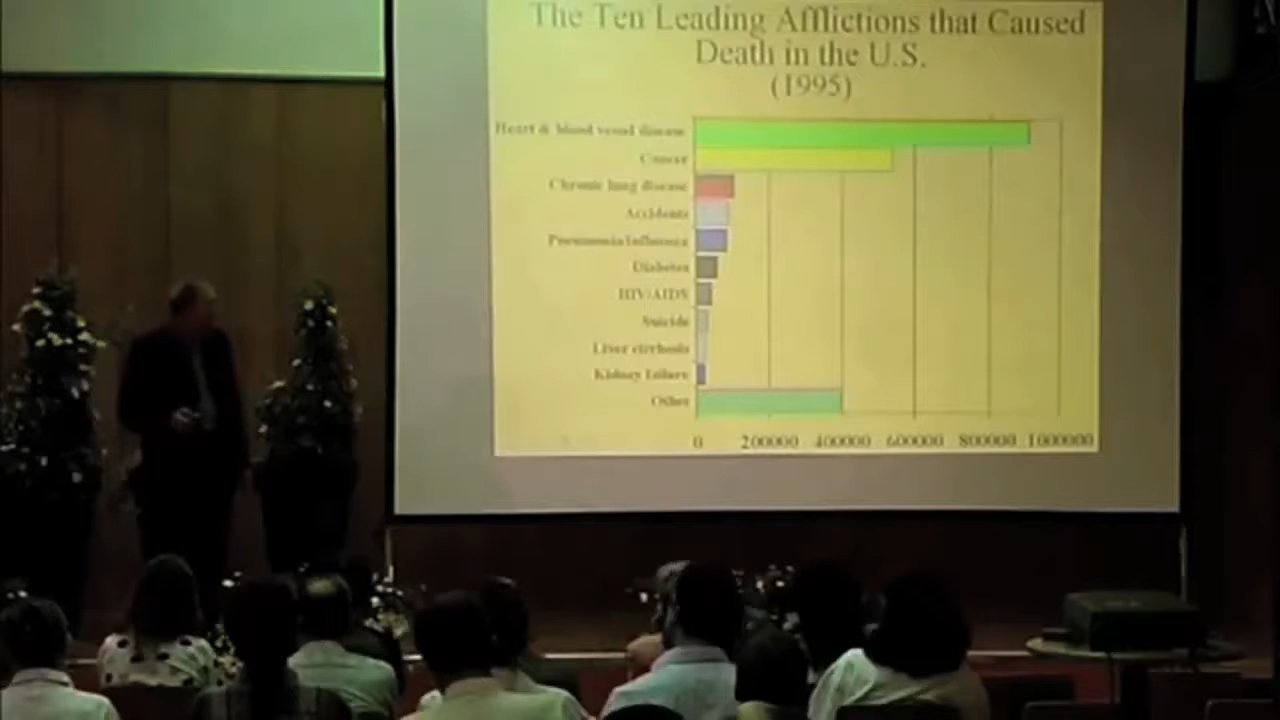 The Ten Leading Afflictions that Caused
Death in the U.S.
(1995)
Heart & blood vessel disease
Cancer
Chronic lung disease
Accidents
Pneumonia/Influenza
Diabetes
HIV/AIDS
Suicide
Liver cirrhosis
Kidney failure
Other
0 200000 400000 600000 800000 1000000